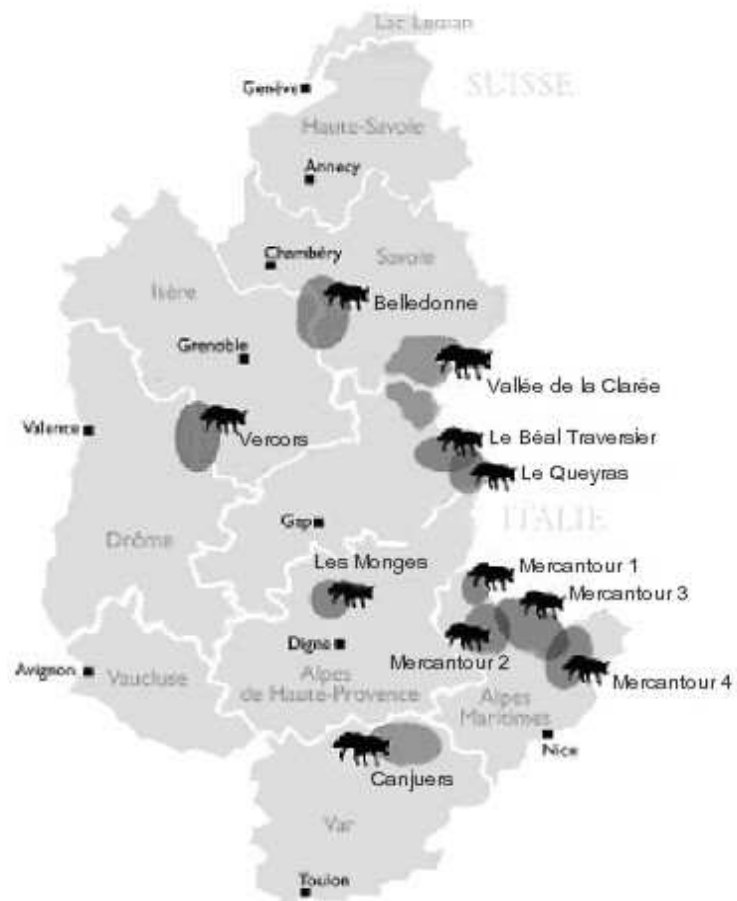 Lac Leman
SUISSE
Genève
Haute-Savoie
Annecy
Chambéry
Savoie
Isère
Belledonne
Grenoble
Vallée de la Clarée
Valence
Vercors
Le Béal Traversier
Le Queyras
ITALIE
Gap
Drôme
Les Monges
Mercantour 1
Mercantour 3
Digne
Mercantour 2
Avignon
Vaucluse
Alpes
de Haute-Provence
Mercantour 4
Alpes
Maritimes
Nice
Canjuers
Var
Toulon